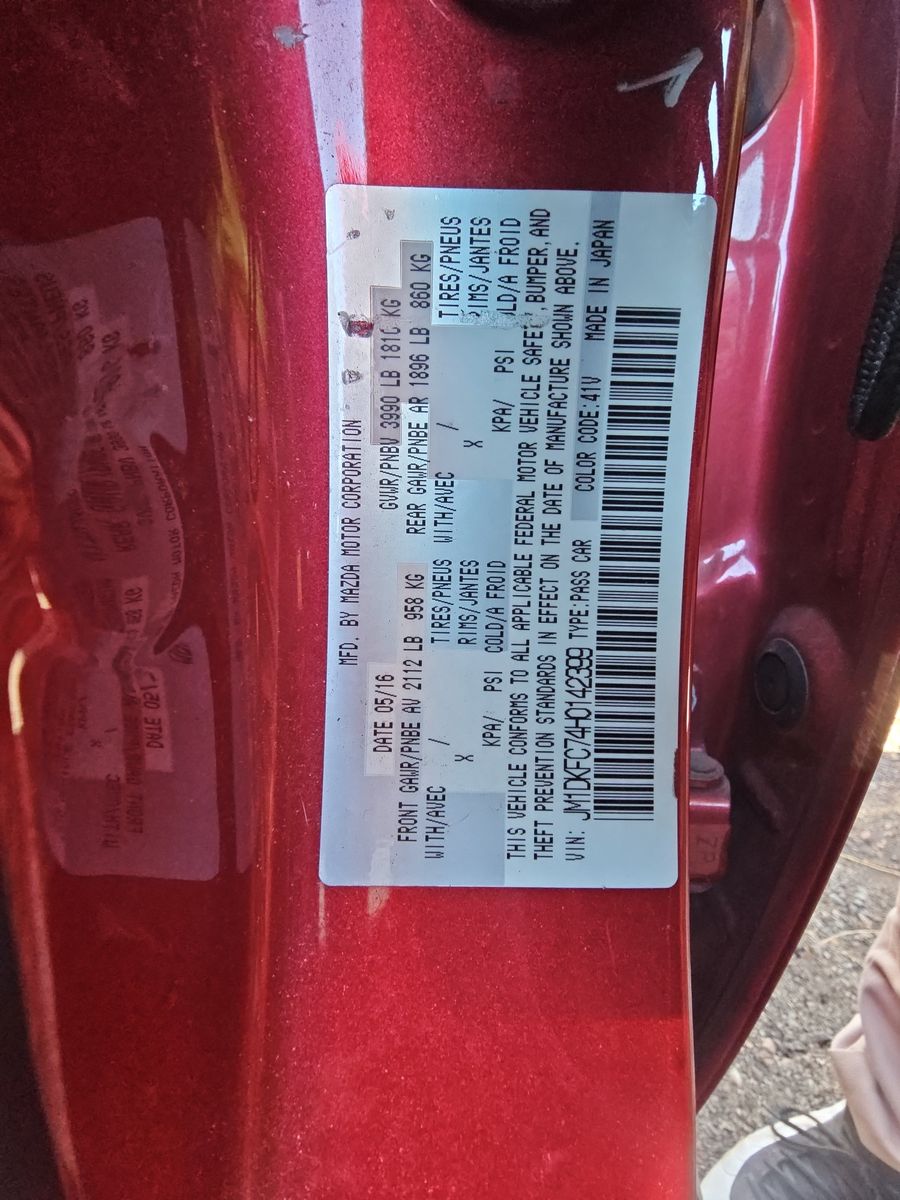 MFD. BY MAZDA MOTOR CORPORATION
DATE 05/16 GVWR/PNBV 3990 LB 1810 KG
FRONT GAWR/PNBE AV 2112 LB 958 KG REAR GAWR/PNBE AR 1896 LB 860 KG
WITH/AVEC / TIRES/PNEUS WITH/AVEC / TIRES/PNEUS
X RIMS/JANTES X RIMS/JANTES
KPA/ PSI COLD/A FROID KPA/ PSI COLD/A FROID
THIS VEHICLE CONFORMS TO ALL APPLICABLE FEDERAL MOTOR VEHICLE SAFETY BUMPER, AND
THEFT PREVENTION STANDARDS IN EFFECT ON THE DATE OF MANUFACTURE SHOWN ABOVE.
VIN: JM1DKFC74H0142399 TYPE:PASS CAR COLOR CODE:41V MADE IN JAPAN